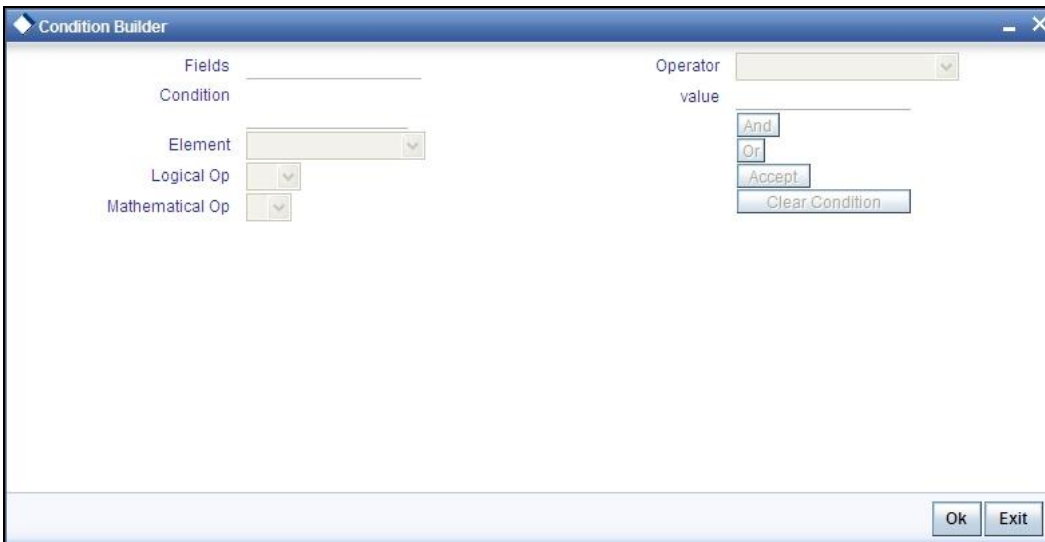 Condition Builder
Fields
Operator
Condition
value
And
Element
Or
Logical Op
Accept
Mathematical Op
Clear Condition
Ok
Exit